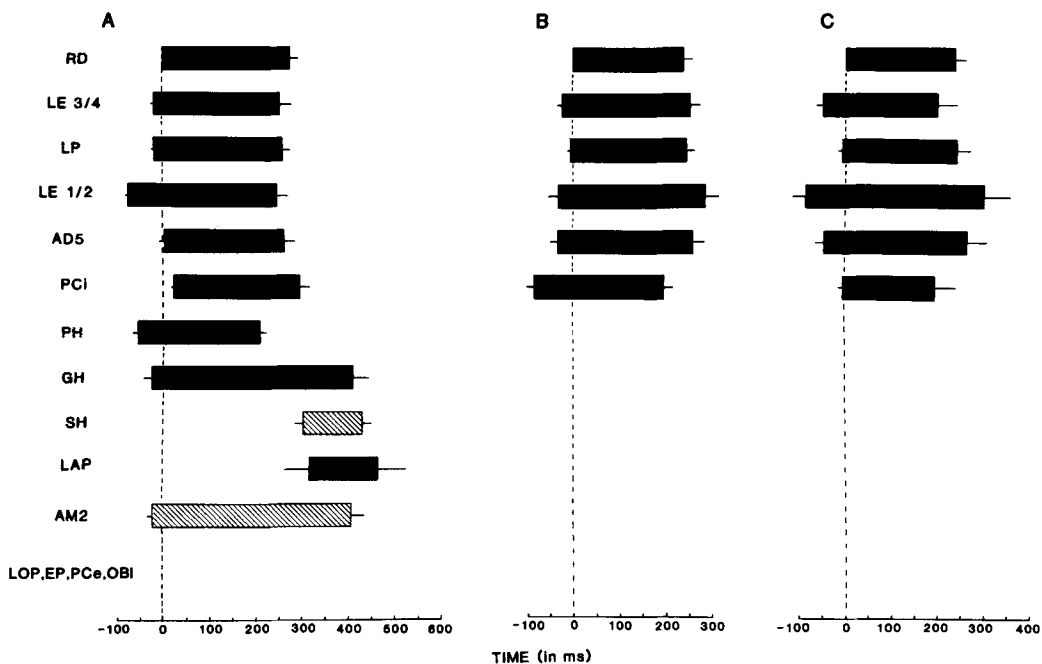 A
B
C
RD
LE 3/4
LP
LE 1/2
AD5
PCi
PH
GH
SH
LAP
AM2
LOP,EP,PCe,OBI
-100 0 100 200 300 400 500 600
-100 0 100 200 300
-100 0 100 200 300 400
TIME (in ms)